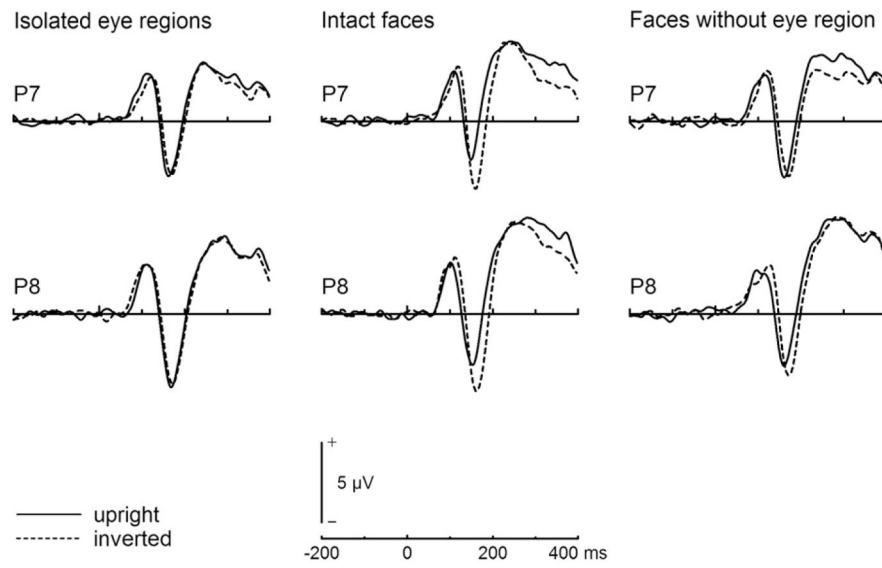 Isolated eye regions
Intact faces
Faces without eye region
P7
P7
P7
P8
P8
P8
+
5 µV
−
upright
inverted
-200 0 200 400 ms